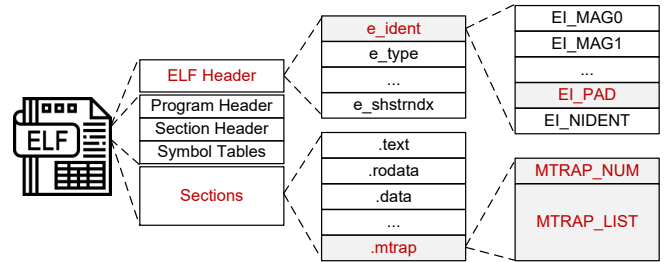 ELF
ELF Header
Program Header
Section Header
Symbol Tables
Sections
e_ident
e_type
...
e_shstrndx
.text
.rodata
.data
...
.mtrap
EI_MAG0
EI_MAG1
...
EI_PAD
EI_NIDENT
MTRAP_NUM
MTRAP_LIST